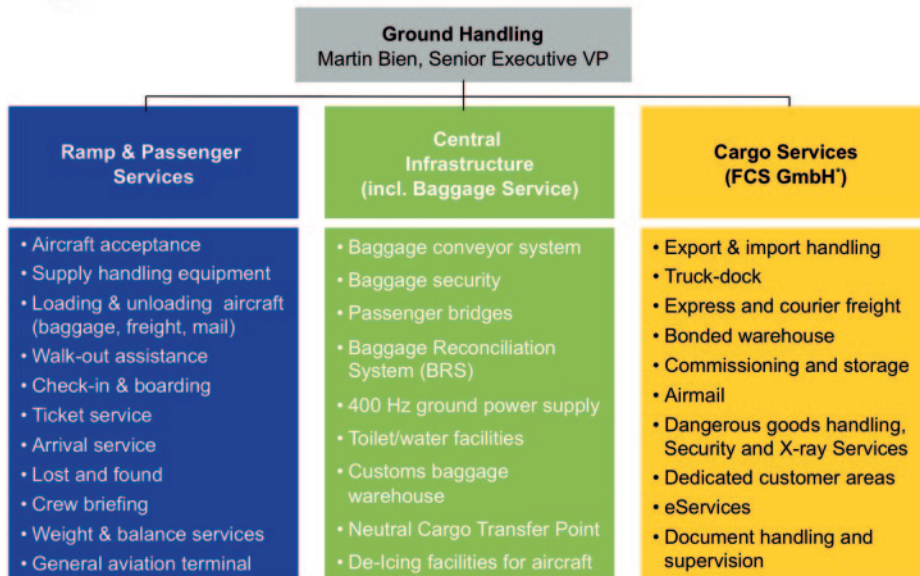 Ground Handling
Martin Bien, Senior Executive VP
Ramp & Passenger
Services
• Aircraft acceptance
• Supply handling equipment
• Loading & unloading aircraft
(baggage, freight, mail)
• Walk-out assistance
• Check-in & boarding
• Ticket service
• Arrival service
• Lost and found
• Crew briefing
• Weight & balance services
• General aviation terminal
Central
Infrastructure
(incl. Baggage Service)
• Baggage conveyor system
• Baggage security
• Passenger bridges
• Baggage Reconciliation
System (BRS)
• 400 Hz ground power supply
• Toilet/water facilities
• Customs baggage
warehouse
• Neutral Cargo Transfer Point
• De-Icing facilities for aircraft
Cargo Services
(FCS GmbH*)
• Export & import handling
• Truck-dock
• Express and courier freight
• Bonded warehouse
• Commissioning and storage
• Airmail
• Dangerous goods handling,
Security and X-ray Services
• Dedicated customer areas
• eServices
• Document handling and
supervision